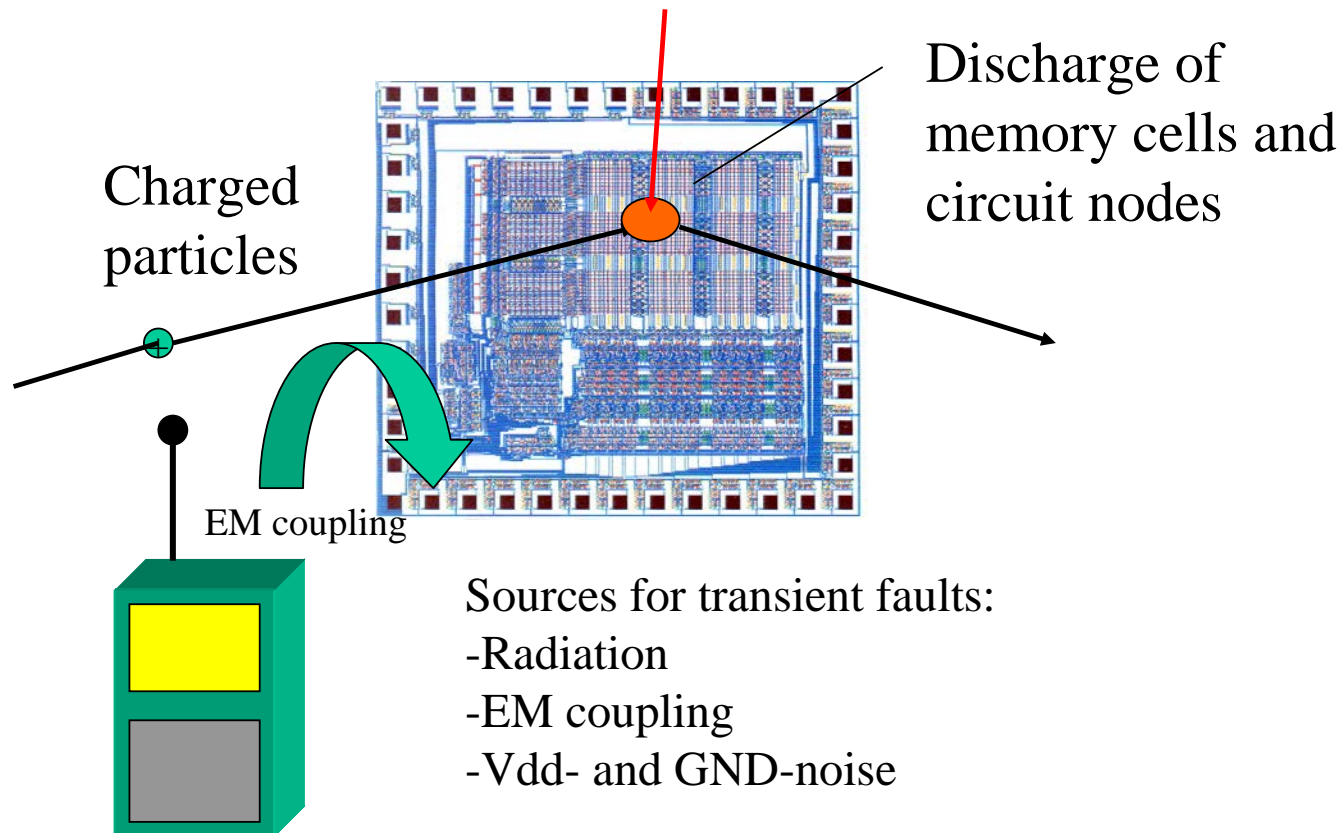 Discharge of
memory cells and
circuit nodes
Charged
particles
EM coupling
Sources for transient faults:
-Radiation
-EM coupling
-Vdd- and GND-noise